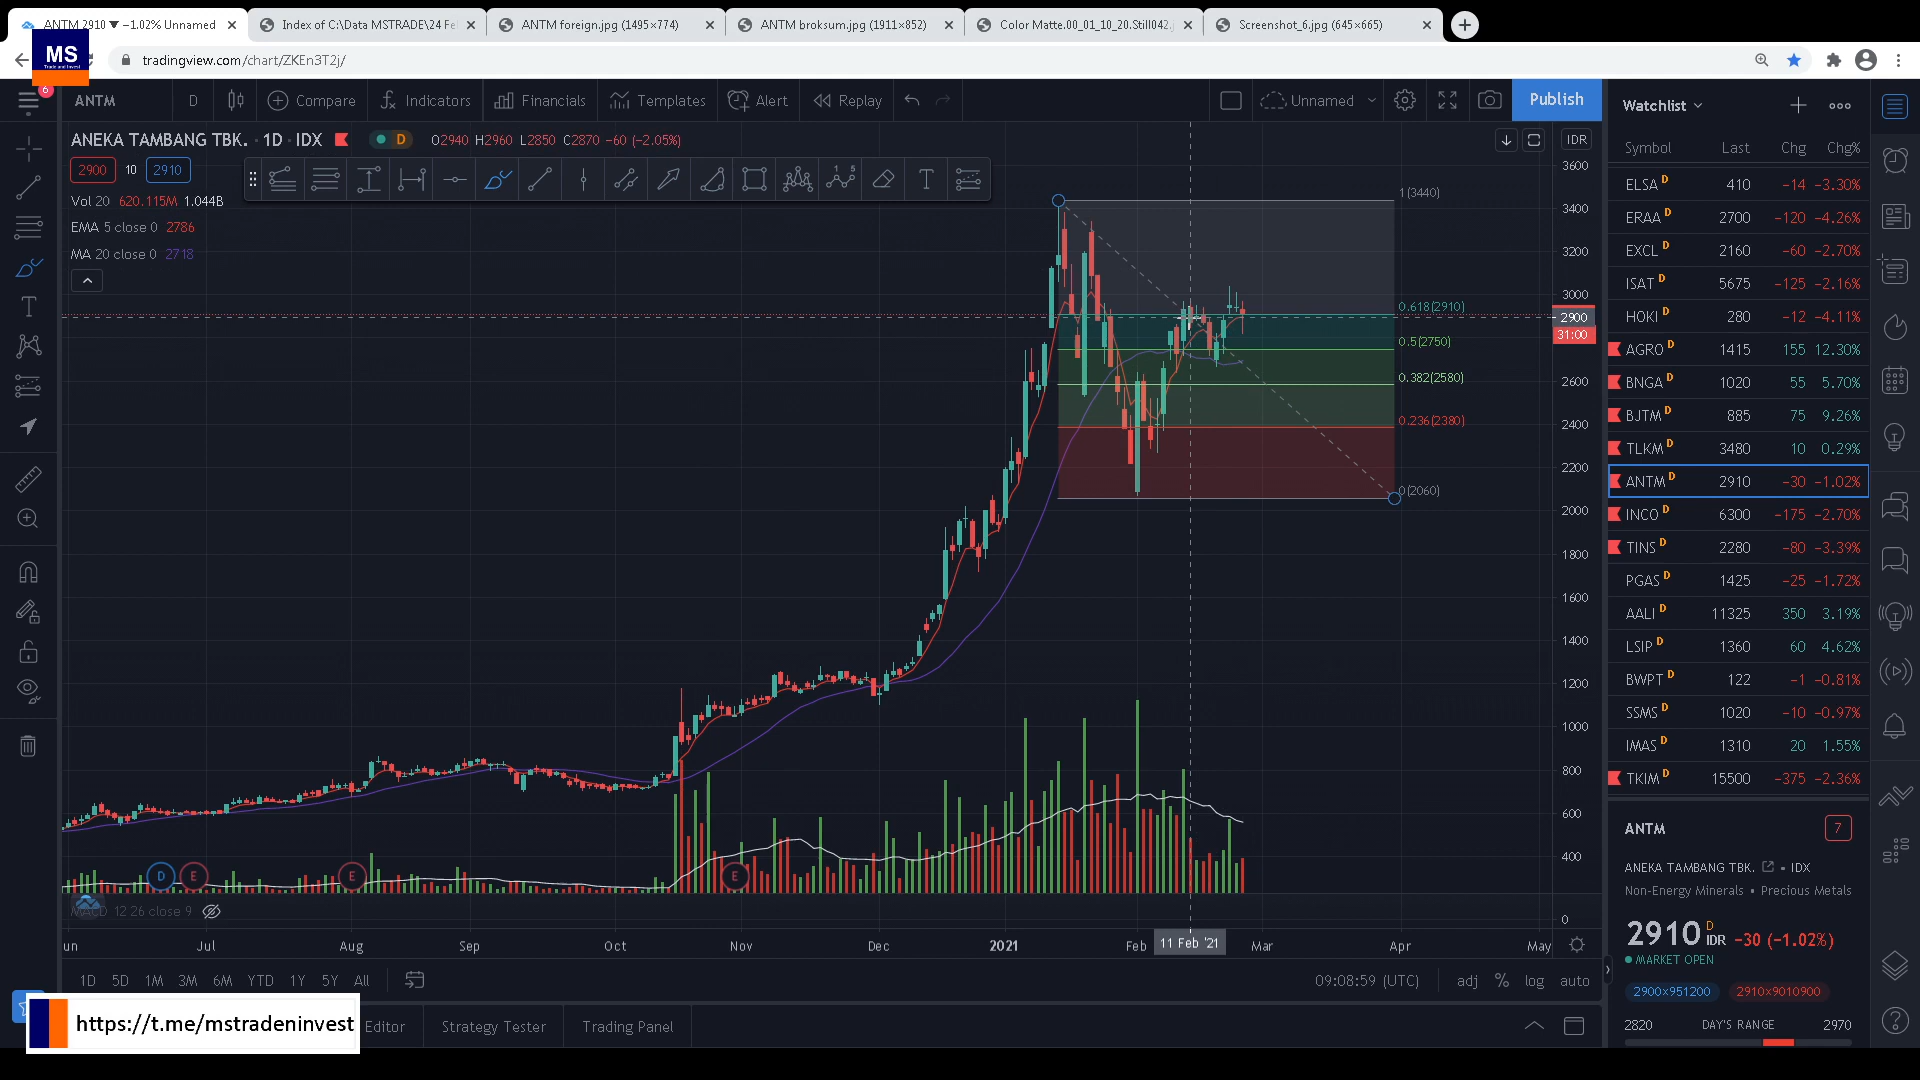 ANTM 2910 ▼ −1.02% Unnamed
Index of C:\Data MSTRADE\24 Fe
ANTM foreign.jpg (1495×774)
ANTM broksum.jpg (1911×852)
Color Matte.00_01_10_20.Still042.j
Screenshot_6.jpg (645×665)
MS
Trade and Invest
tradingview.com/chart/ZKEn3T2j/
6
ANTM
D
Compare
Indicators
Financials
Templates
Alert
Replay
Unnamed
Publish
Watchlist
ANEKA TAMBANG TBK. · 1D · IDX
D
O2940 H2960 L2850 C2870 −60 (−2.05%)
IDR
2900 10 2910
Vol 20 620.115M 1.044B
EMA 5 close 0 2786
MA 20 close 0 2718
1(3440)
0.618(2910)
0.5(2750)
0.382(2580)
0.236(2380)
0(2060)
3600
3400
3200
3000
2900
31:00
2600
2400
2200
2000
1800
1600
1400
1200
1000
800
600
400
0
Symbol Last Chg Chg%
ELSA D 410 −14 −3.30%
ERAA D 2700 −120 −4.26%
EXCL D 2160 −60 −2.70%
ISAT D 5675 −125 −2.16%
HOKI D 280 −12 −4.11%
AGRO D 1415 155 12.30%
BNGA D 1020 55 5.70%
BJTM D 885 75 9.26%
TLKM D 3480 10 0.29%
ANTM D 2910 −30 −1.02%
INCO D 6300 −175 −2.70%
TINS D 2280 −80 −3.39%
PGAS D 1425 −25 −1.72%
AALI D 11325 350 3.19%
LSIP D 1360 60 4.62%
BWPT D 122 −1 −0.81%
SSMS D 1020 −10 −0.97%
IMAS D 1310 20 1.55%
TKIM D 15500 −375 −2.36%
D E E E
MACD 12 26 close 9
un Jul Aug Sep Oct Nov Dec 2021 Feb 11 Feb '21 Mar Apr May
1D 5D 1M 3M 6M YTD 1Y 5Y All
09:08:59 (UTC)
adj % log auto
Editor
Strategy Tester
Trading Panel
https://t.me/mstradeninvest
ANTM
7
ANEKA TAMBANG TBK. • IDX
Non-Energy Minerals • Precious Metals
2910 D IDR −30 (−1.02%)
MARKET OPEN
2900×951200 2910×9010900
2820 DAY'S RANGE 2970